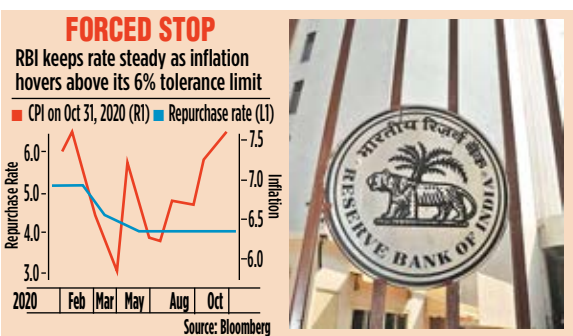 FORCED STOP
RBI keeps rate steady as inflation
hovers above its 6% tolerance limit
CPI on Oct 31, 2020 (R1) Repurchase rate (L1)
Repurchase Rate
6.0
5.0
4.0
3.0
7.5
7.0
6.5
6.0
Inflation
2020 Feb Mar May Aug Oct
Source: Bloomberg
भारतीय रिज़र्व बैंक
RESERVE BANK OF INDIA